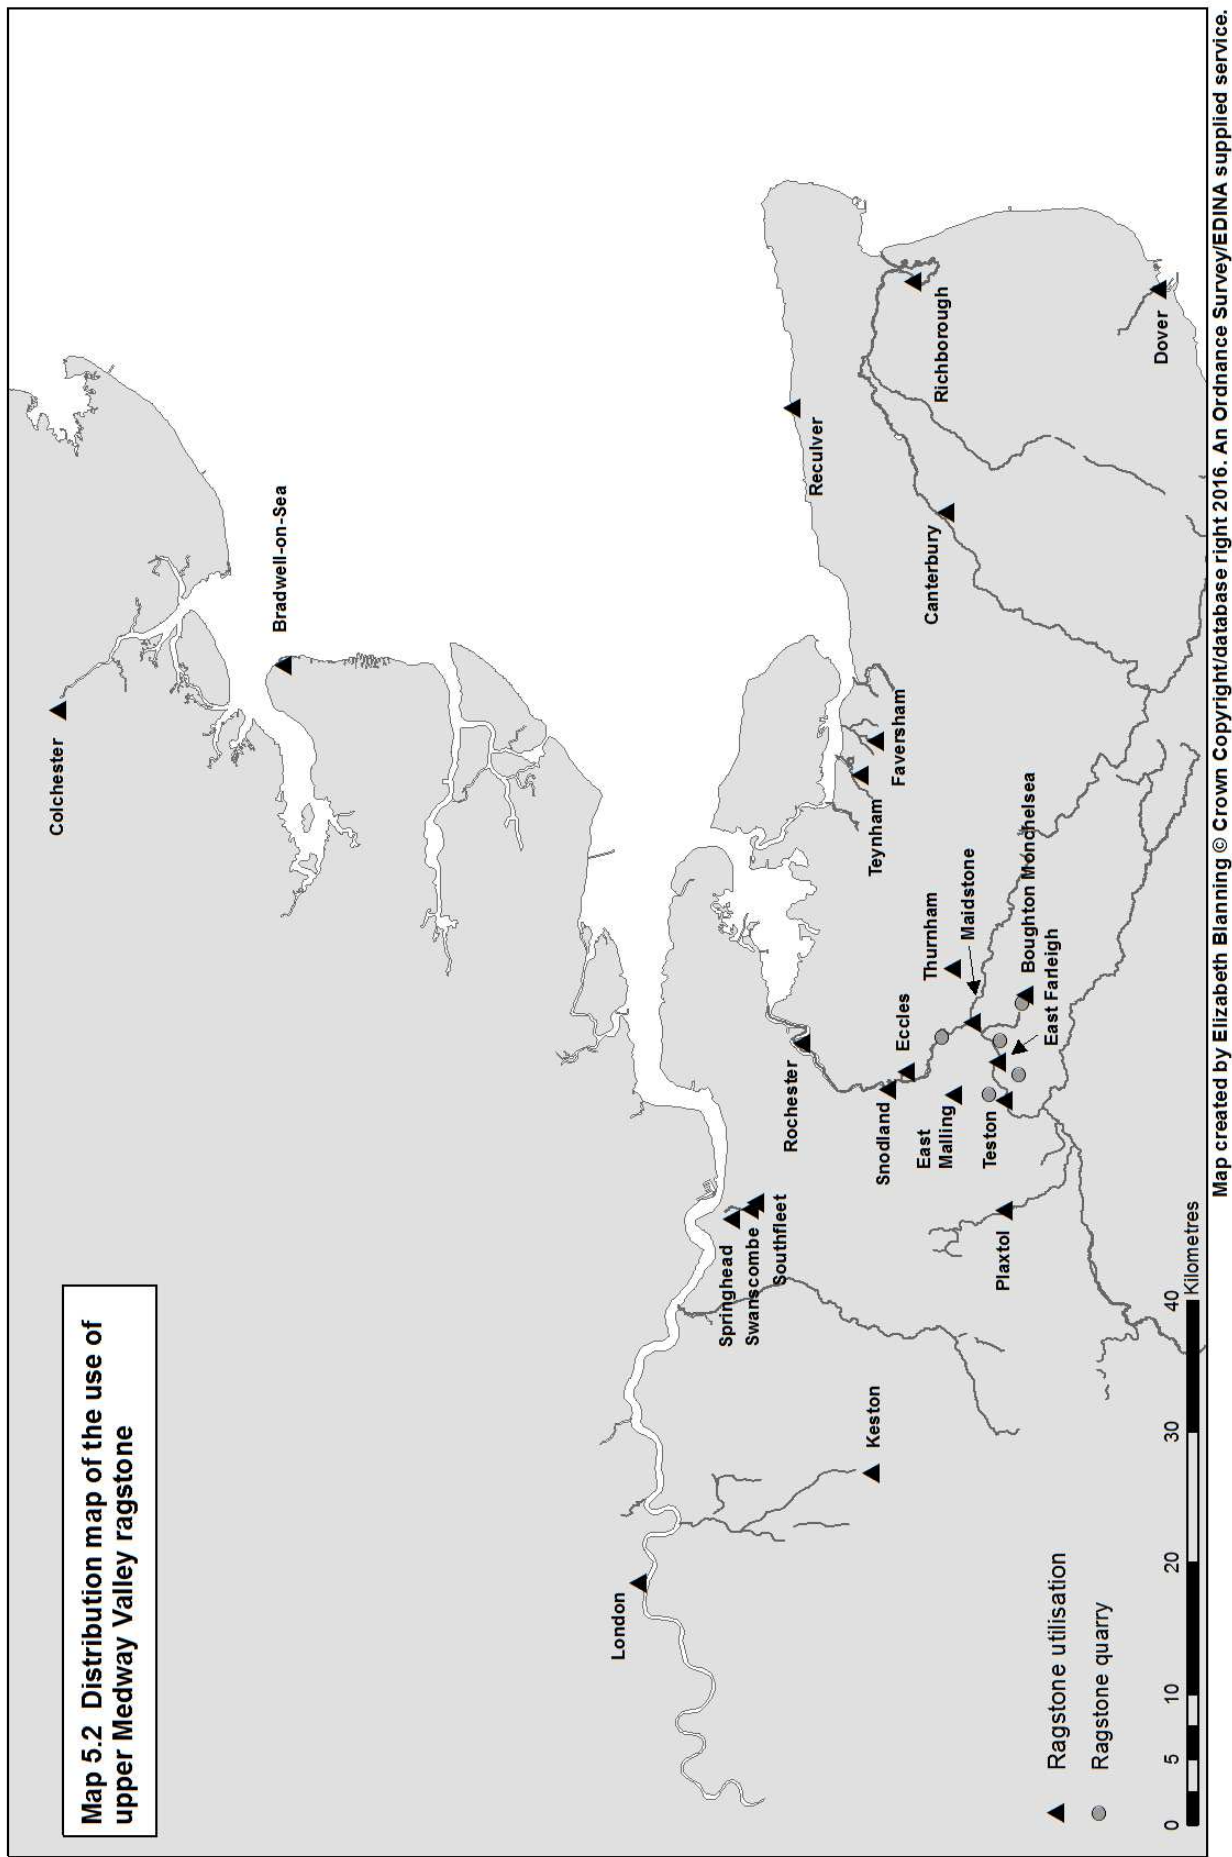 Map 5.2 Distribution map of the use of
upper Medway Valley ragstone
Colchester
Bradwell-on-Sea
London
Reculver
Richborough
Dover
Canterbury
Faversham
Teynham
Thurnham
Maidstone
Boughton Monchelsea
East Farleigh
Rochester
Eccles
Snodland
East
Malling
Teston
Plaxtol
Springhead
Swanscombe
Southfleet
Keston
Ragstone utilisation
Ragstone quarry
0 5 10 20 30 40
Kilometres
Map created by Elizabeth Blanning © Crown Copyright/database right 2016. An Ordnance Survey/EDINA supplied service.